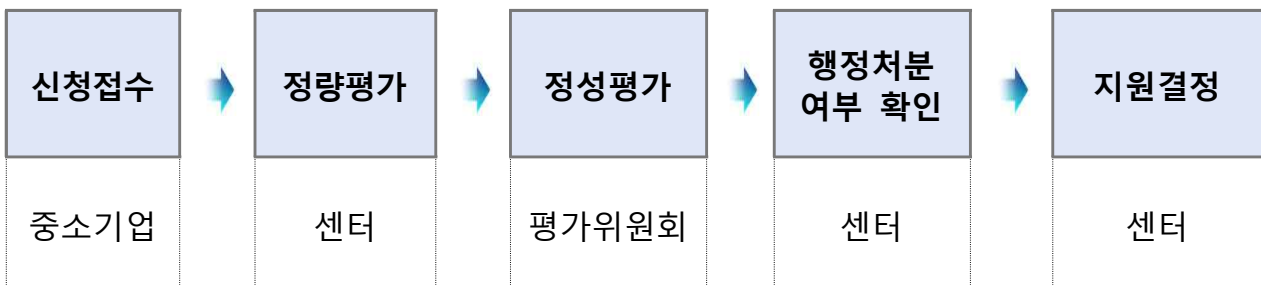 신청접수
정량평가
정성평가
행정처분
여부 확인
지원결정
중소기업
센터
평가위원회
센터
센터